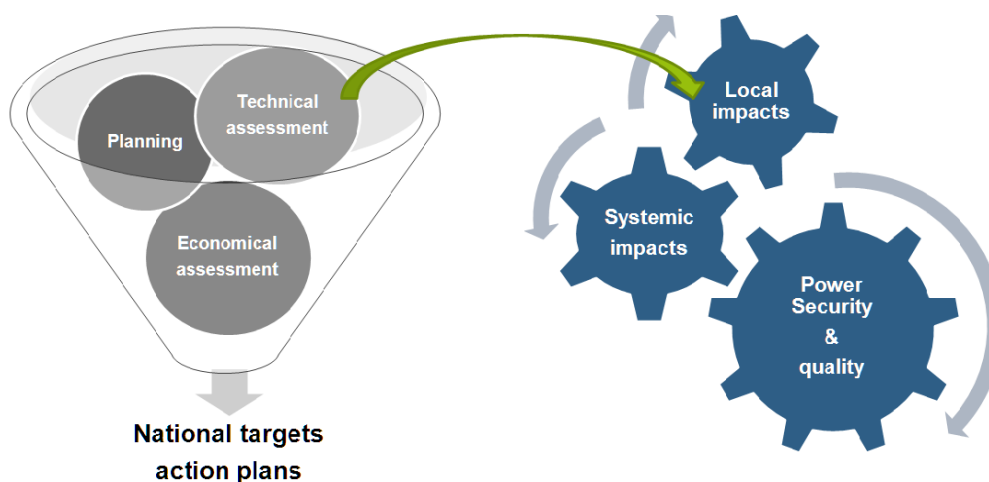 Technical
assessment
Planning
Economical
assessment
National targets
action plans
Local
impacts
Systemic
impacts
Power
Security
&
quality